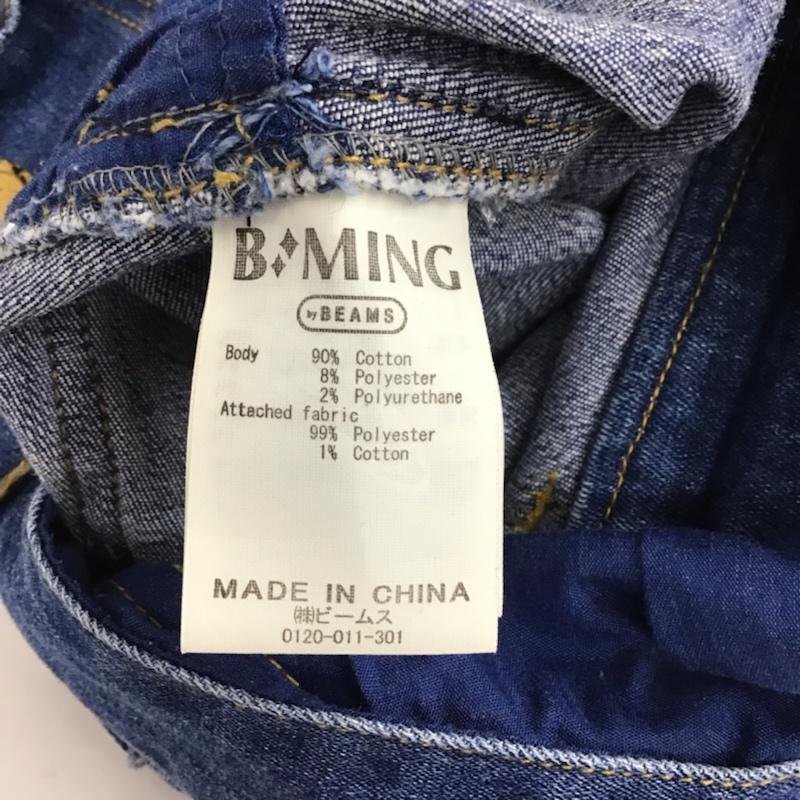 B MING
by BEAMS
Body 90% Cotton
8% Polyester
2% Polyurethane
Attached fabric
99% Polyester
1% Cotton
MADE IN CHINA
㈱ビームス
0120-011-301